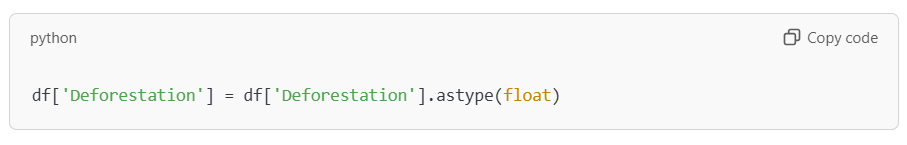 python
Copy code
df['Deforestation'] = df['Deforestation'].astype(float)